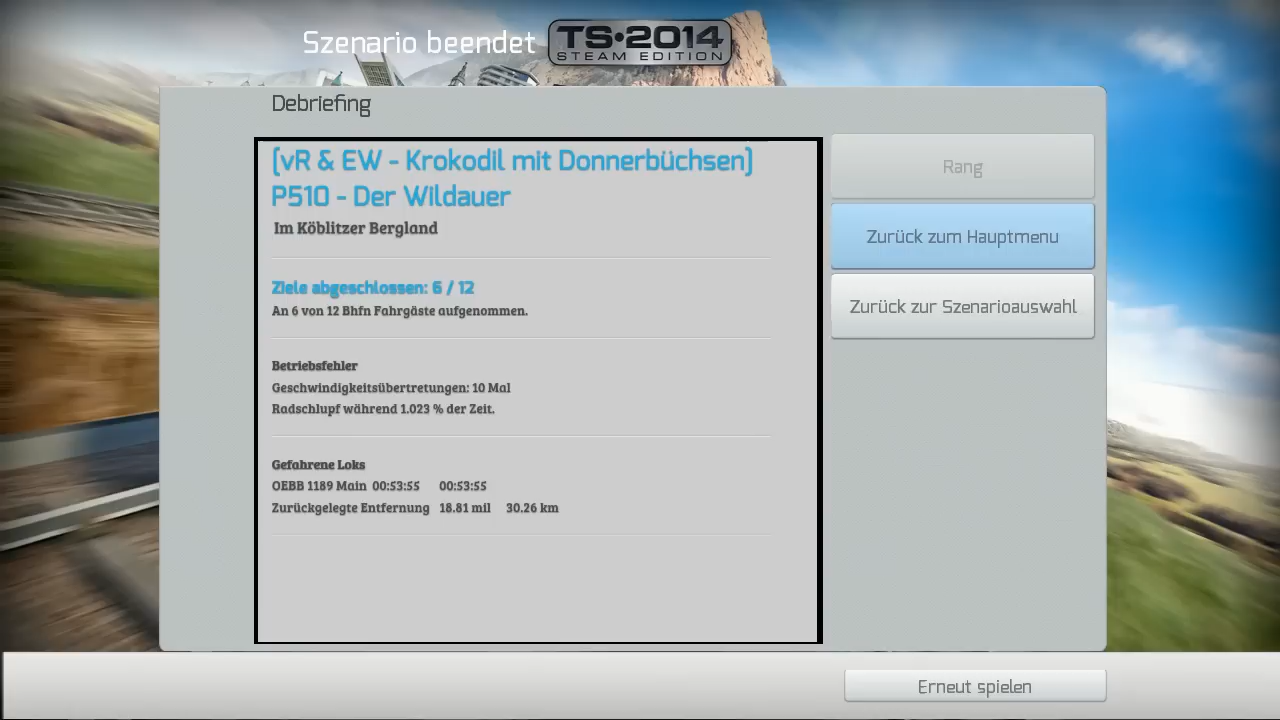 Szenario beendet
TS·2014
STEAM EDITION
Debriefing
[vR & EW - Krokodil mit Donnerbüchsen]
P510 - Der Wildauer
Im Köblitzer Bergland
Ziele abgeschlossen: 6 / 12
An 6 von 12 Bhfn Fahrgäste aufgenommen.
Betriebsfehler
Geschwindigkeitsübertretungen: 10 Mal
Radschlupf während 1.023 % der Zeit.
Gefahrene Loks
OEBB 1189 Main 00:53:55 00:53:55
Zurückgelegte Entfernung 18.81 mil 30.26 km
Rang
Zurück zum Hauptmenu
Zurück zur Szenarioauswahl
Erneut spielen